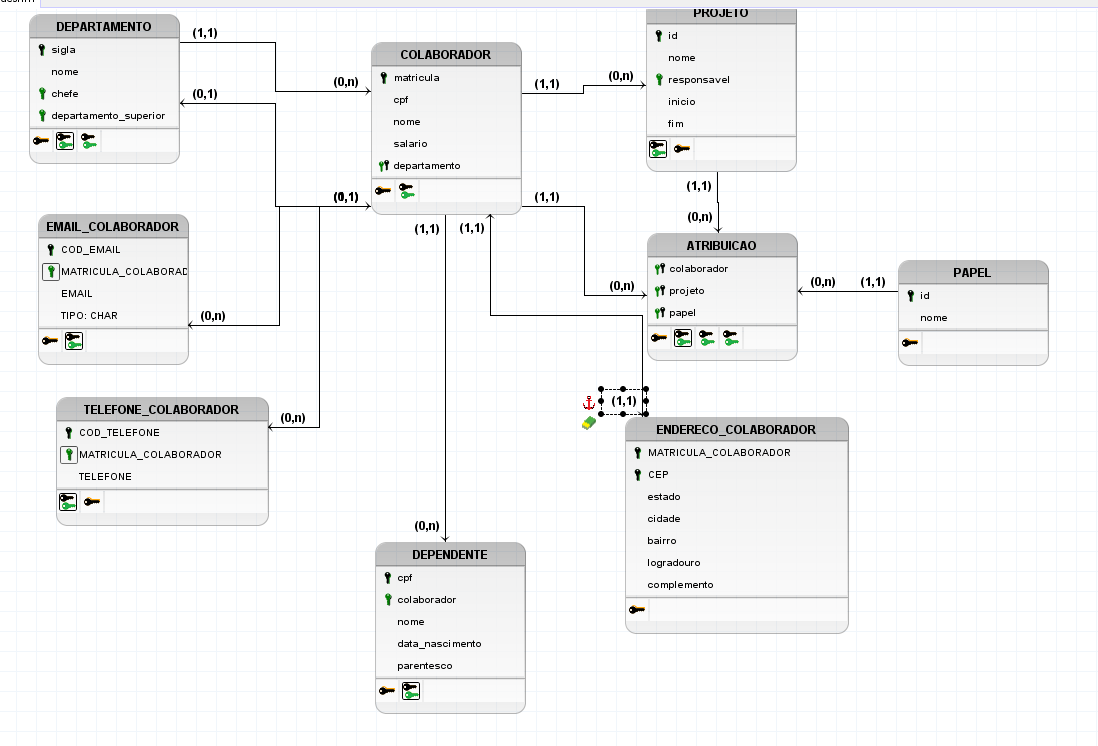 DEPARTAMENTO
sigla
nome
chefe
departamento_superior
(1,1)
(0,n)
(0,1)
COLABORADOR
matricula
cpf
nome
salario
departamento
(1,1)
(0,n)
PROJETO
id
nome
responsavel
inicio
fim
(1,1)
(0,n)
EMAIL_COLABORADOR
COD_EMAIL
MATRICULA_COLABORAD
EMAIL
TIPO: CHAR
(0,n)
(1,1)
(1,1)
(1,1)
(0,n)
ATRIBUICAO
colaborador
projeto
papel
(0,n)
(1,1)
PAPEL
id
nome
TELEFONE_COLABORADOR
COD_TELEFONE
MATRICULA_COLABORADOR
TELEFONE
(0,n)
(1,1)
ENDERECO_COLABORADOR
MATRICULA_COLABORADOR
CEP
estado
cidade
bairro
logradouro
complemento
(0,n)
DEPENDENTE
cpf
colaborador
nome
data_nascimento
parentesco